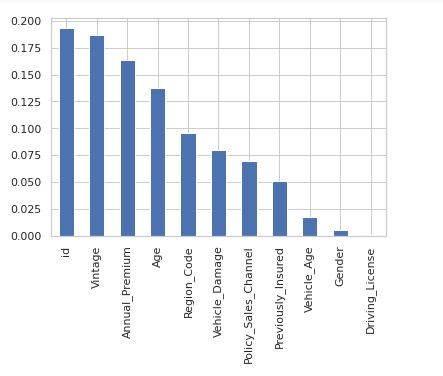 0.200
0.175
0.150
0.125
0.100
0.075
0.050
0.025
0.000
id
Vintage
Annual_Premium
Age
Region_Code
Vehicle_Damage
Policy_Sales_Channel
Previously_Insured
Vehicle_Age
Gender
Driving_License